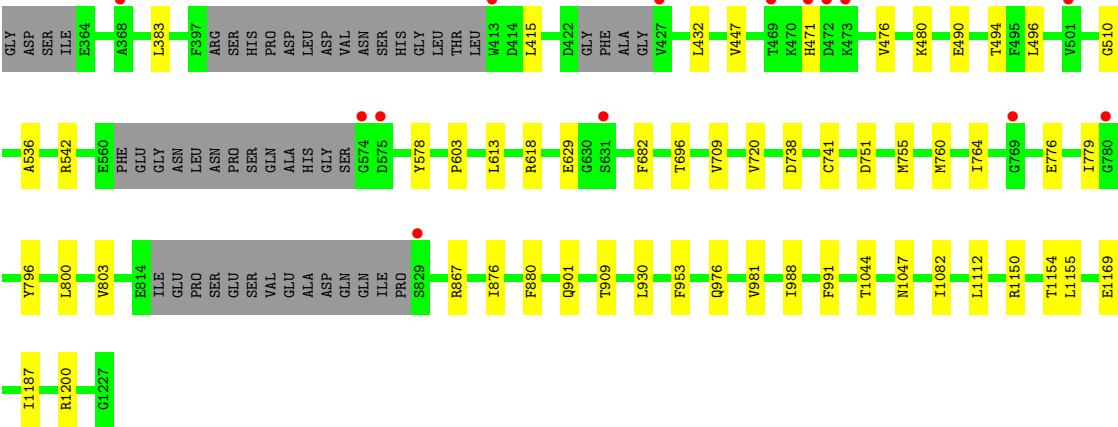 GLY ASP SER ILE E364 A368 L383 F397 ARG SER HIS PRO ASP LEU ASP VAL ASN SER HIS GLY LEU THR LEU W413 D414 L415 D422 GLY PHE ALA GLY V427 L432 V447 T469 K470 H471 D472 K473 V476 K480 E490 T494 F495 L496 V501 G510
A536 R542 E560 PHE GLU GLY ASN LEU ASN PRO SER GLN ALA HIS GLY SER G574 D575 Y578 P603 L613 R618 E629 G630 S631 F682 T696 V709 V720 D738 C741 D751 M755 M760 I764 G769 E776 I779 G780
Y796 L800 V803 E814 ILE GLU PRO SER GLU SER VAL GLU ALA ASP GLN GLN ILE PRO S829 R867 I876 F880 Q901 T909 L930 F953 Q976 V981 I988 F991 T1044 N1047 I1082 L1112 R1150 T1154 L1155 E1169
I1187 R1200 G1227